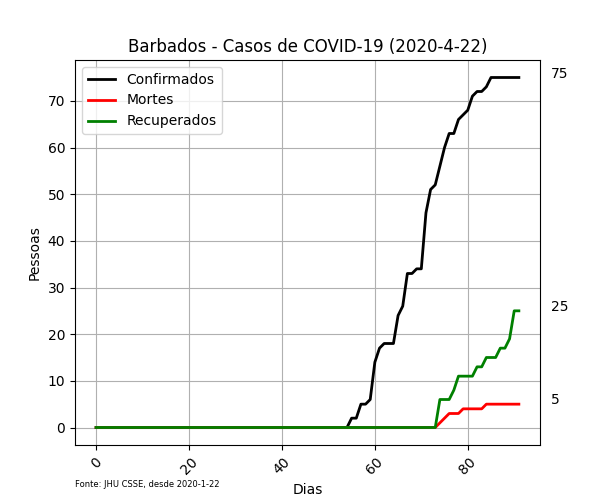 Barbados - Casos de COVID-19 (2020-4-22)
Confirmados
Mortes
Recuperados
75
25
5
Pessoas
70
60
50
40
30
20
10
0
0
20
40
60
80
Dias
Fonte: JHU CSSE, desde 2020-1-22